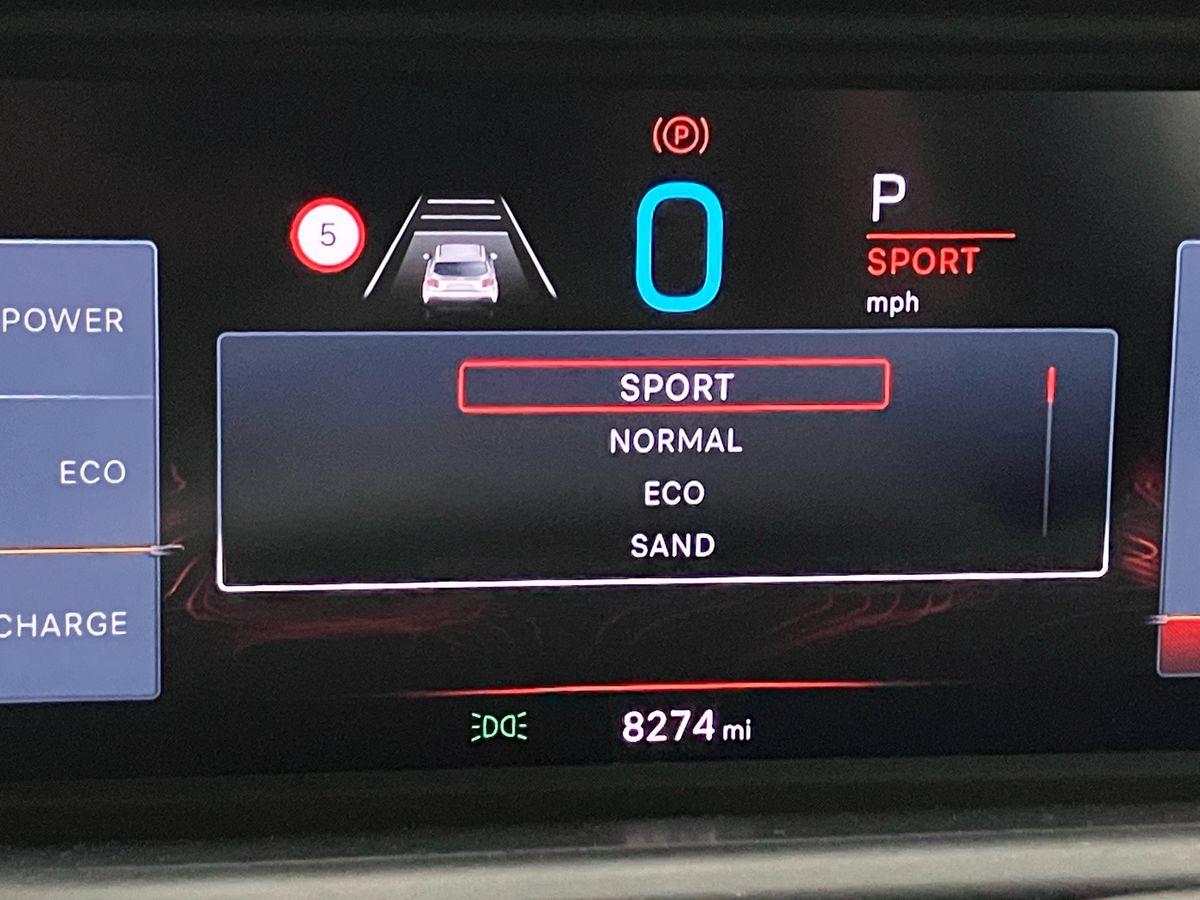 (P)
5
0
P
SPORT
mph
POWER
ECO
CHARGE
SPORT
NORMAL
ECO
SAND
8274 mi